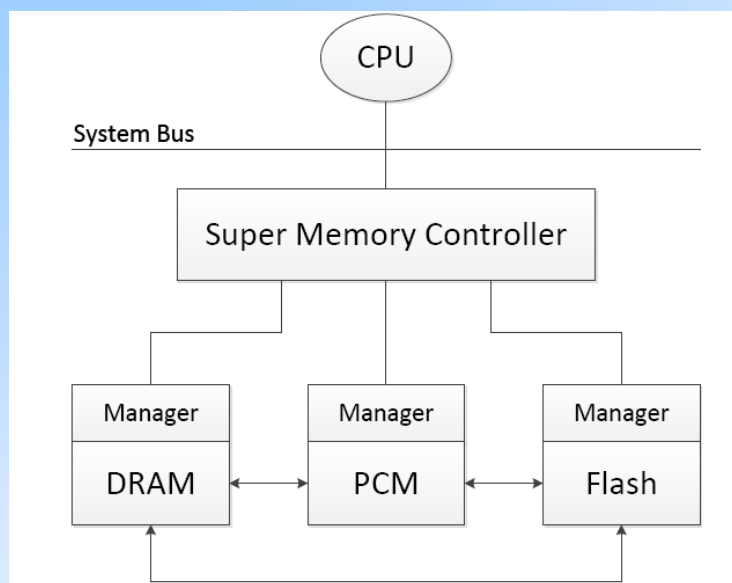 CPU
System Bus
Super Memory Controller
Manager
Manager
Manager
DRAM
PCM
Flash